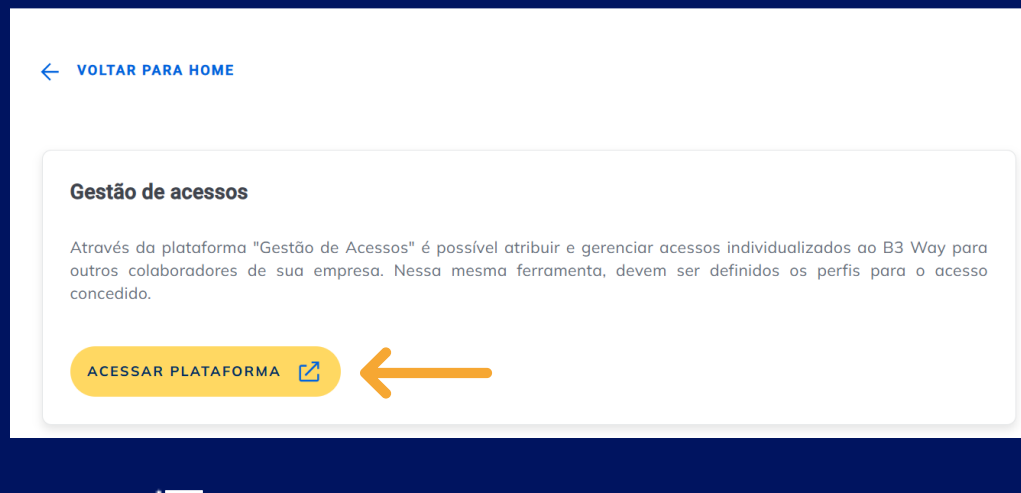 VOLTAR PARA HOME
Gestão de acessos
Através da plataforma "Gestão de Acessos" é possível atribuir e gerenciar acessos individualizados ao B3 Way para
outros colaboradores de sua empresa. Nessa mesma ferramenta, devem ser definidos os perfis para o acesso
concedido.
ACESSAR PLATAFORMA